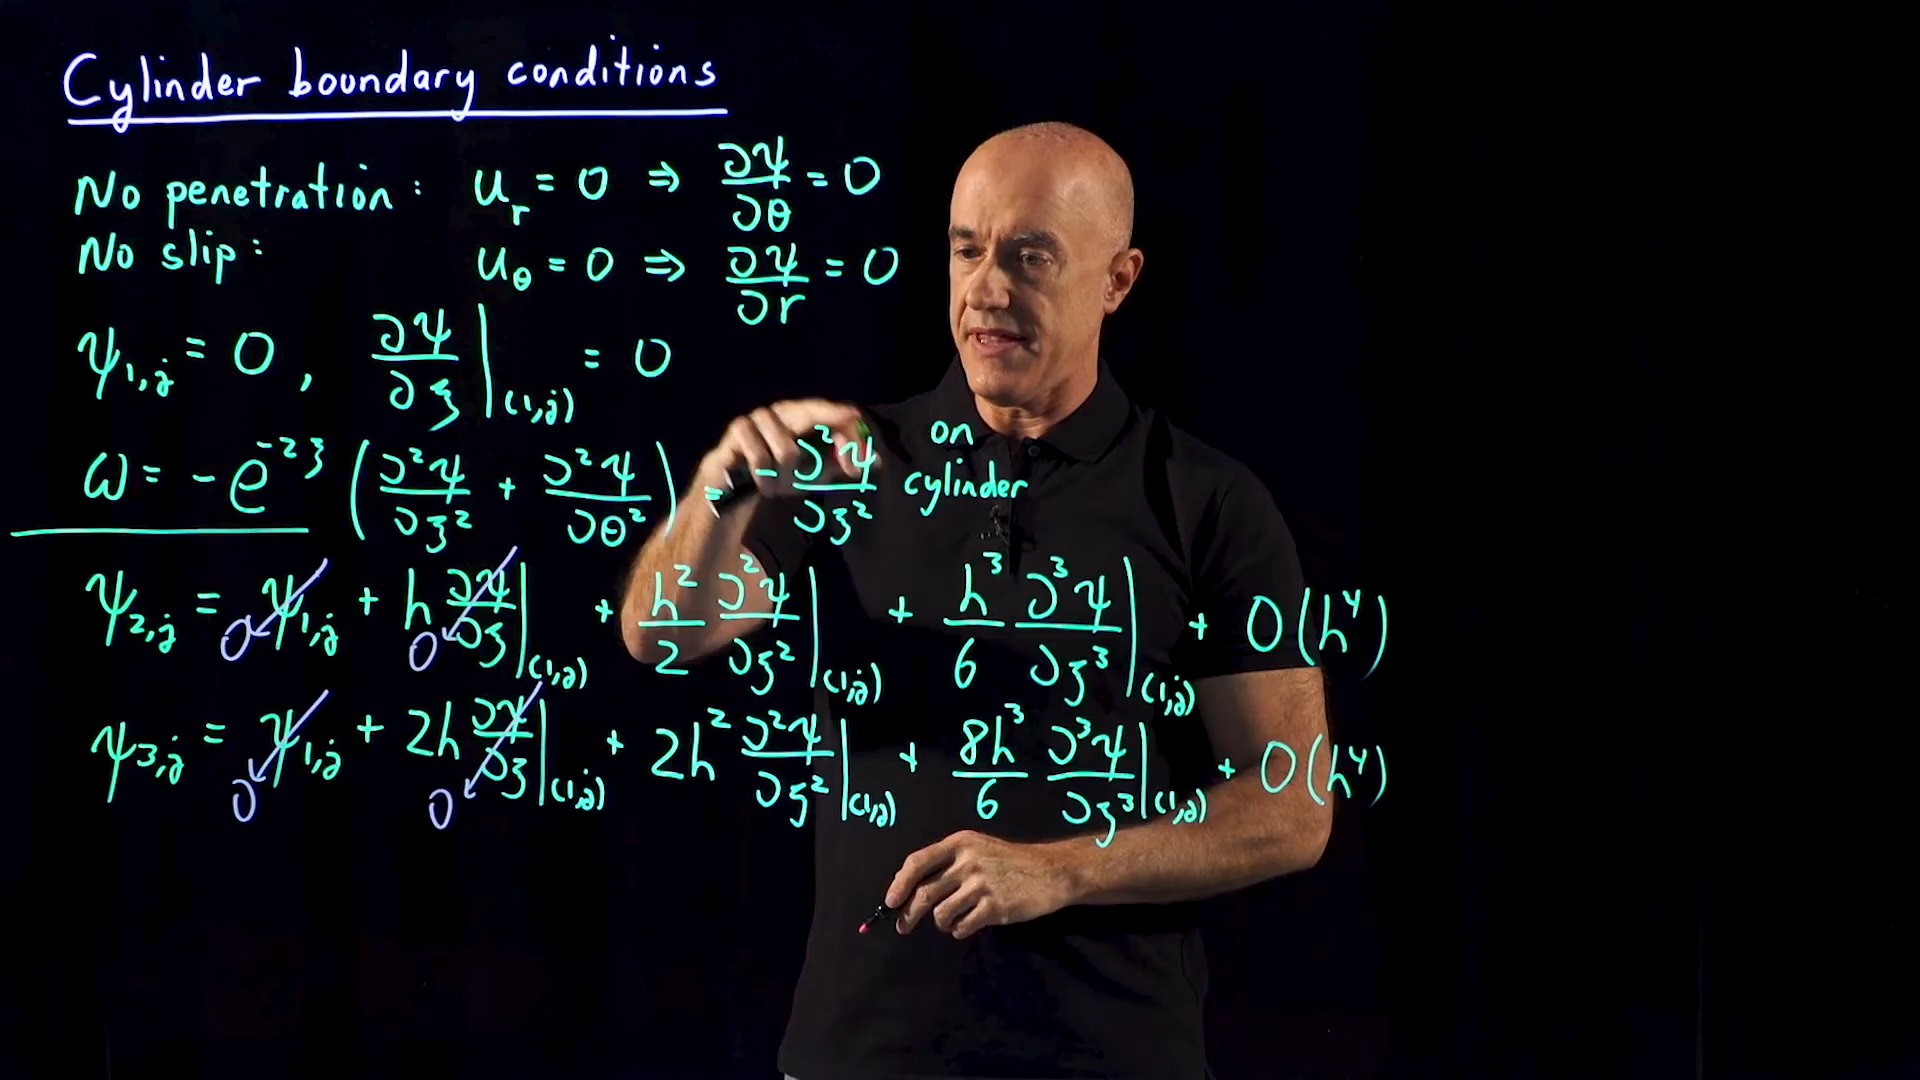 Cylinder boundary conditions
No penetration: u_r = 0 ⇒ ∂ψ/∂θ = 0
No slip: u_θ = 0 ⇒ ∂ψ/∂r = 0
ψ_{1,j} = 0, ∂ψ/∂ξ |_{(1,j)} = 0
ω = -e^{-2ξ} (∂²ψ/∂ξ² + ∂²ψ/∂θ²) = -∂²ψ/∂ξ² on cylinder
ψ_{2,j} = ψ_{1,j} 0 + h ∂ψ/∂ξ |_{(1,j)} 0 + h²/2 ∂²ψ/∂ξ² |_{(1,j)} + h³/6 ∂³ψ/∂ξ³ |_{(1,j)} + O(h⁴)
ψ_{3,j} = ψ_{1,j} 0 + 2h ∂ψ/∂ξ |_{(1,j)} 0 + 2h² ∂²ψ/∂ξ² |_{(1,j)} + 8h³/6 ∂³ψ/∂ξ³ |_{(1,j)} + O(h⁴)